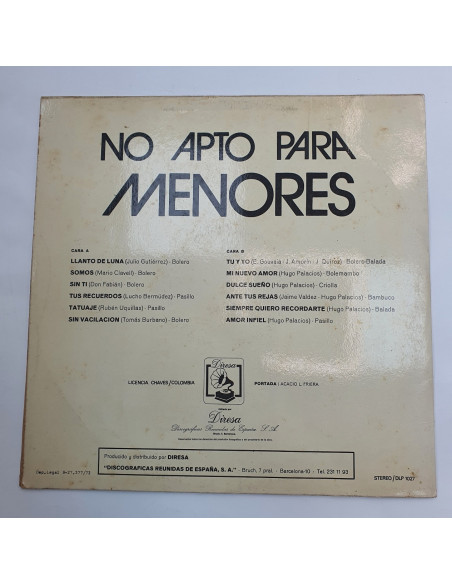 NO APTO PARA
MENORES
CARA A
LLANTO DE LUNA (Julio Gutiérrez) - Bolero
SOMOS (Mario Clavell) - Bolero
SIN TI (Don Fabián) - Bolero
TUS RECUERDOS (Lucho Bermúdez) - Pasillo
TATUAJE (Rubén Uquillas) - Pasillo
SIN VACILACION (Tomás Burbano) - Bolero
CARA B
TU Y YO (E. Gosasia / J. Amorín / J. Quiroz) - Bolero-Balada
MI NUEVO AMOR (Hugo Palacios) - Bolemambo
DULCE SUEÑO (Hugo Palacios) - Criolla
ANTE TUS REJAS (Jaime Valdez - Hugo Palacios) - Bambuco
SIEMPRE QUIERO RECORDARTE (Hugo Palacios) - Balada
AMOR INFIEL (Hugo Palacios) - Pasillo
LICENCIA CHAVES/COLOMBIA
Diresa
PORTADA: ACACIO L. FRIERA
Diresa
Discográficas Reunidas de España, S. A.
Producido y distribuido por DIRESA
"DISCOGRAFICAS REUNIDAS DE ESPAÑA, S. A." - Bruch, 7 pral. - Barcelona-10 - Tel. 231 11 93
STEREO/DLP 1027